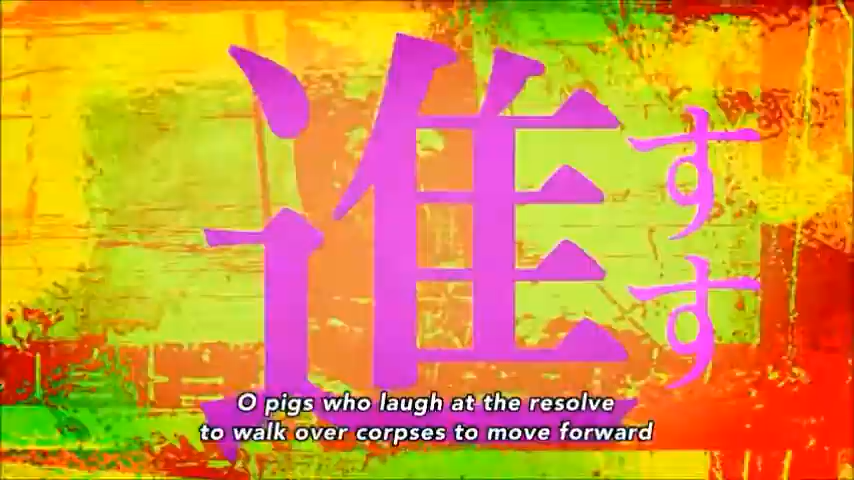 進
すす
O pigs who laugh at the resolve
to walk over corpses to move forward